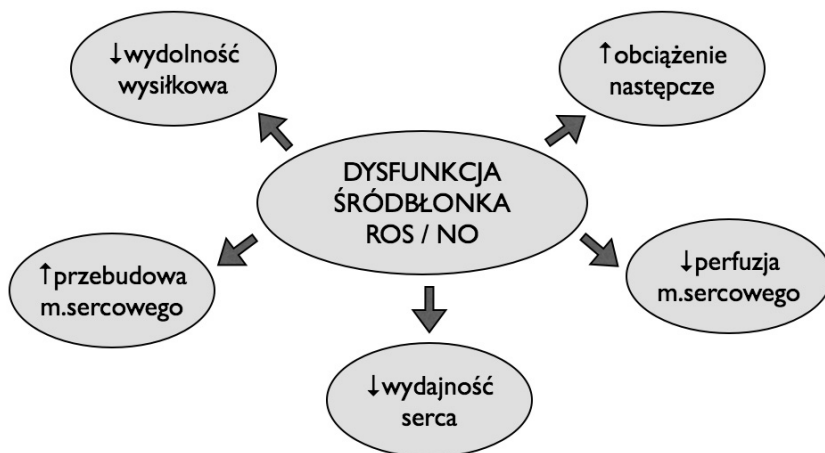 ↓wydolność
wysiłkowa
↑obciążenie
następcze
DYSFUNKCJA
ŚRÓDBŁONKA
ROS / NO
↑przebudowa
m.sercowego
↓perfuzja
m.sercowego
↓wydajność
serca